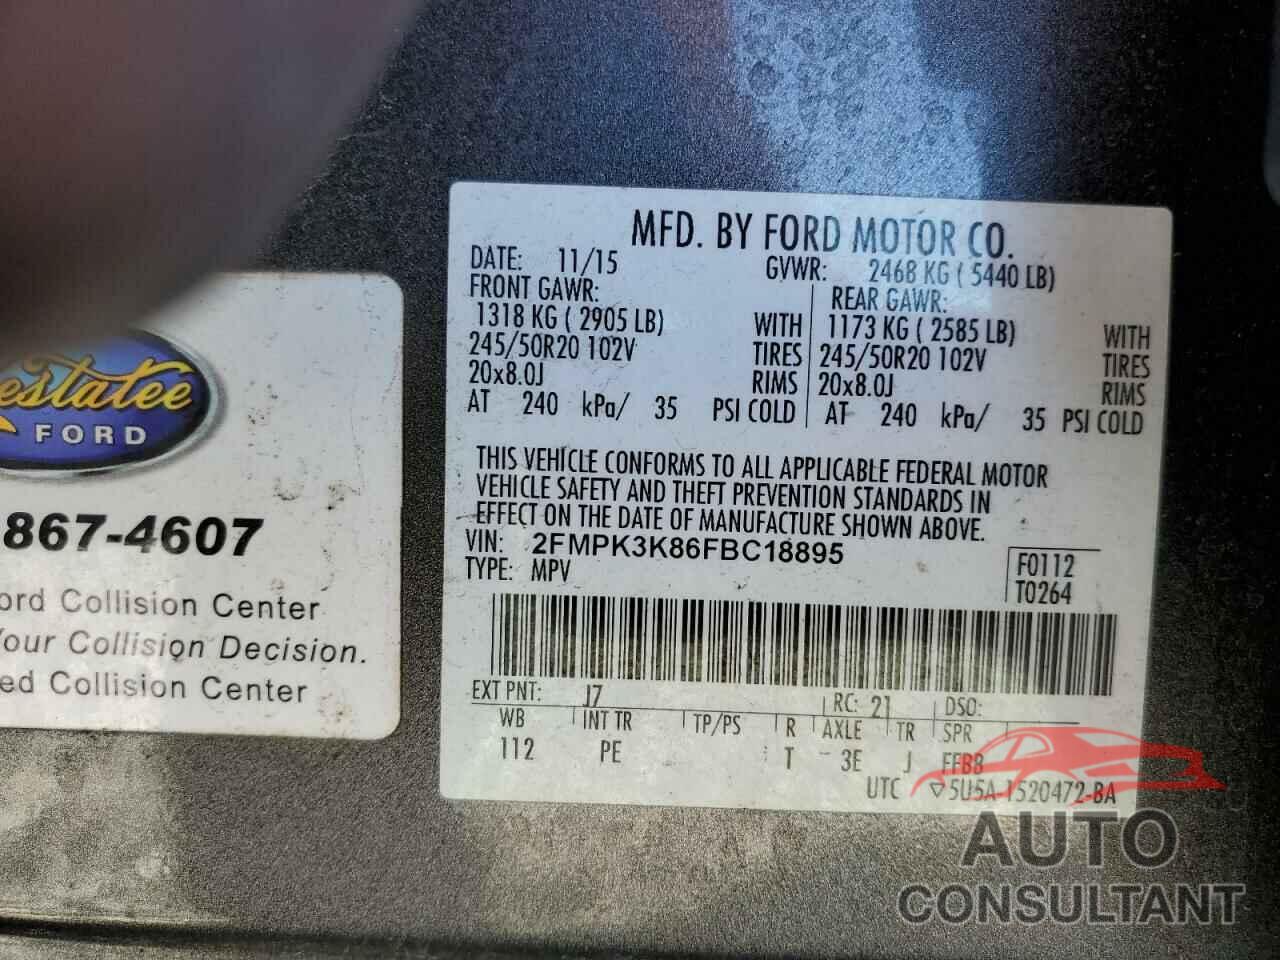 estatee
FORD
867-4607
ord Collision Center
our Collision Decision.
ed Collision Center
MFD. BY FORD MOTOR CO.
DATE: 11/15 GVWR: 2468 KG ( 5440 LB)
FRONT GAWR: REAR GAWR:
1318 KG ( 2905 LB) WITH 1173 KG ( 2585 LB) WITH
245/50R20 102V TIRES 245/50R20 102V TIRES
20x8.0J RIMS 20x8.0J RIMS
AT 240 kPa/ 35 PSI COLD AT 240 kPa/ 35 PSI COLD
THIS VEHICLE CONFORMS TO ALL APPLICABLE FEDERAL MOTOR
VEHICLE SAFETY AND THEFT PREVENTION STANDARDS IN
EFFECT ON THE DATE OF MANUFACTURE SHOWN ABOVE.
VIN: 2FMPK3K86FBC18895
TYPE: MPV
F0112
T0264
EXT PNT: J7 RC: 21 DSO:
WB INT TR TP/PS R AXLE TR SPR
112 PE T 3E J FFBB
UTC ▽5U5A-1520472-BA
AUTO
CONSULTANT